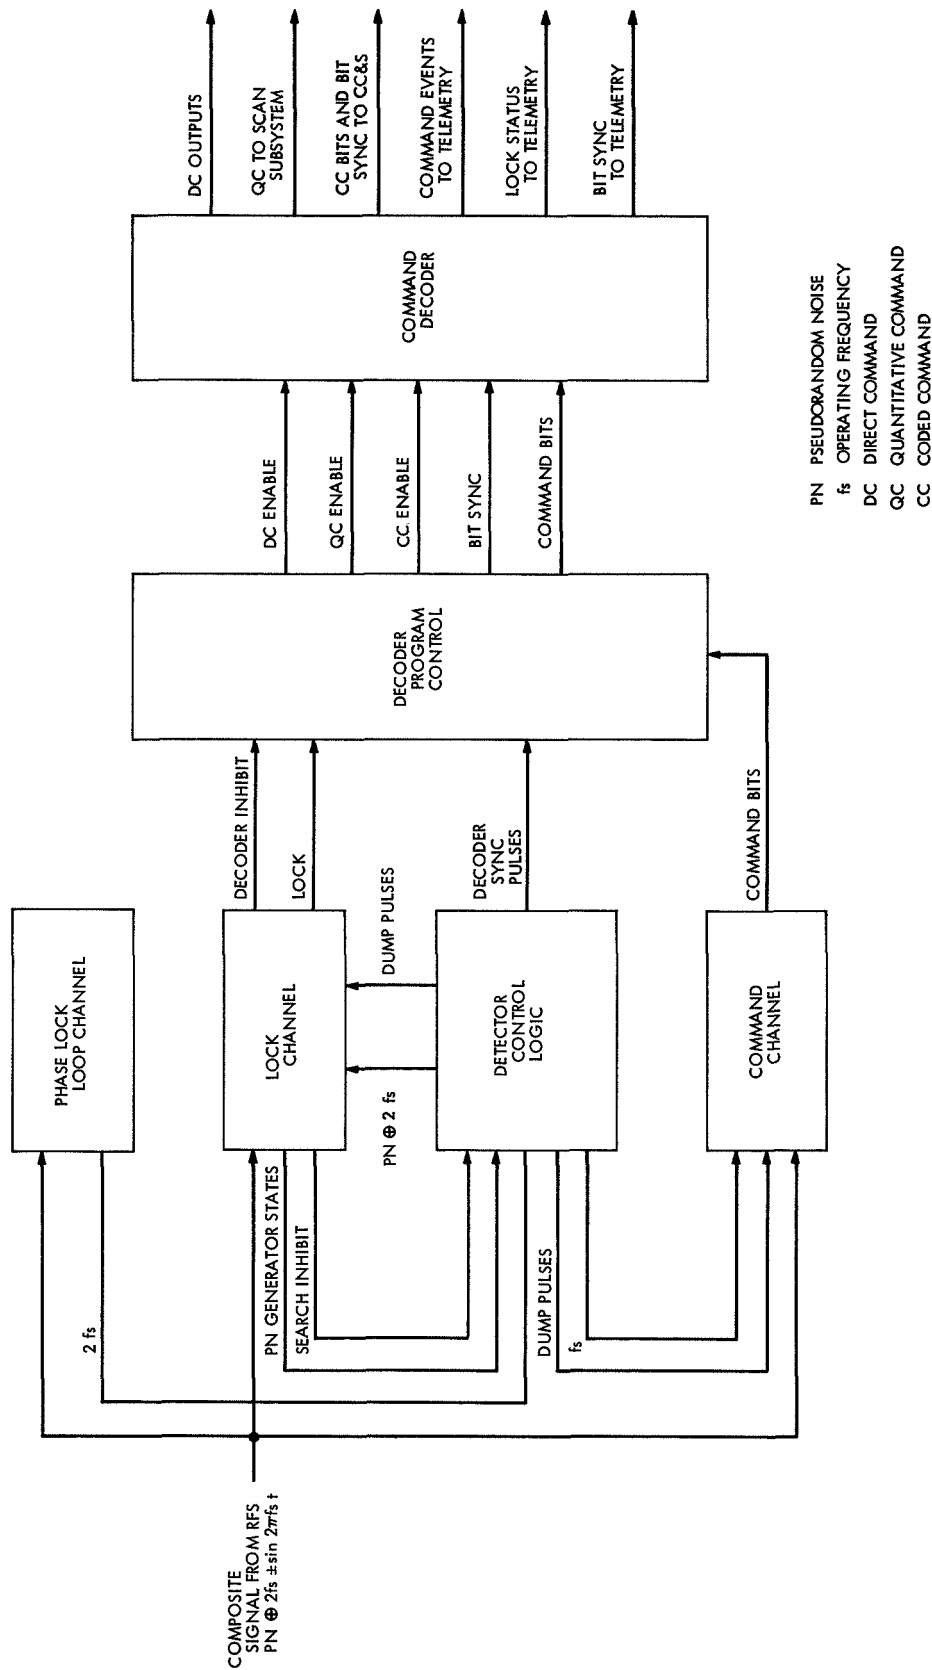 COMPOSITE
SIGNAL FROM RFS
PN ⊕ 2fs ±sin 2πfs t
2 fs
PHASE LOCK
LOOP CHANNEL
PN GENERATOR STATES
SEARCH INHIBIT
LOCK
CHANNEL
PN ⊕ 2 fs
DUMP PULSES
DETECTOR
CONTROL
LOGIC
DUMP PULSES
fs
COMMAND
CHANNEL
DECODER INHIBIT
LOCK
DECODER
SYNC
PULSES
COMMAND BITS
DECODER
PROGRAM
CONTROL
DC ENABLE
QC ENABLE
CC ENABLE
BIT SYNC
COMMAND BITS
COMMAND
DECODER
DC OUTPUTS
QC TO SCAN
SUBSYSTEM
CC BITS AND BIT
SYNC TO CC&S
COMMAND EVENTS
TO TELEMETRY
LOCK STATUS
TO TELEMETRY
BIT SYNC
TO TELEMETRY
PN PSEUDORANDOM NOISE
fs OPERATING FREQUENCY
DC DIRECT COMMAND
QC QUANTITATIVE COMMAND
CC CODED COMMAND